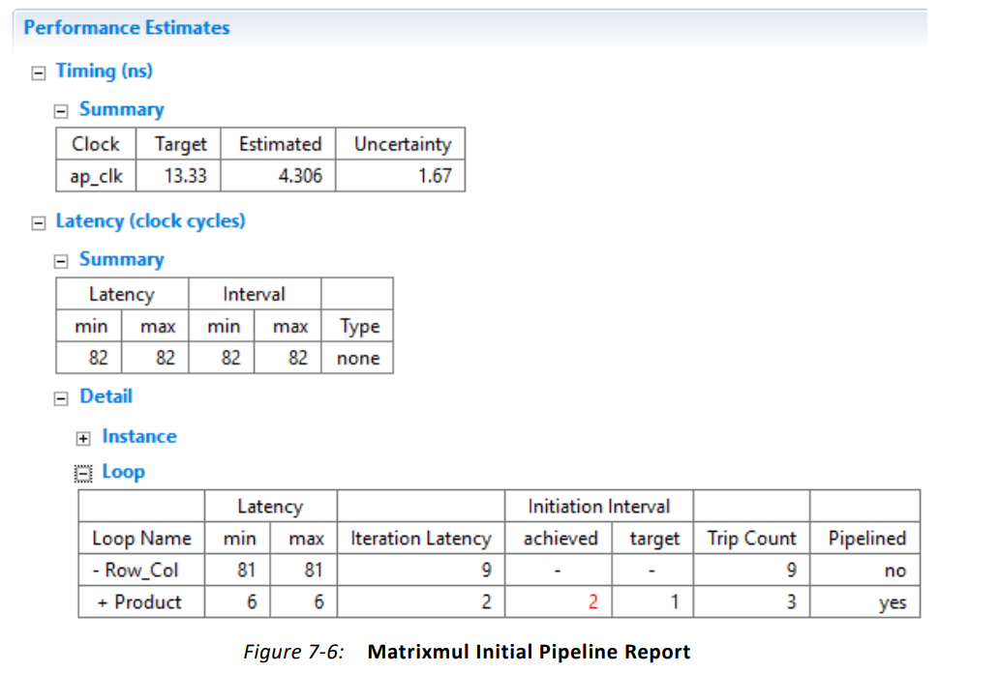 Performance Estimates
Timing (ns)
Summary
Clock Target Estimated Uncertainty
ap_clk 13.33 4.306 1.67
Latency (clock cycles)
Summary
Latency Interval
min max min max Type
82 82 82 82 none
Detail
Instance
Loop
Latency Initiation Interval
Loop Name min max Iteration Latency achieved target Trip Count Pipelined
- Row_Col 81 81 9 - - 9 no
+ Product 6 6 2 2 1 3 yes
Figure 7-6: Matrixmul Initial Pipeline Report